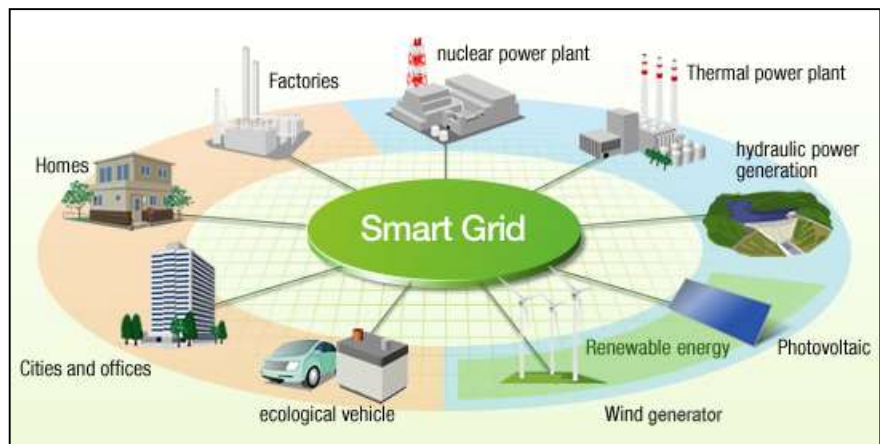 nuclear power plant
Factories
Thermal power plant
Homes
hydraulic power
generation
Smart Grid
Renewable energy
Photovoltaic
Cities and offices
ecological vehicle
Wind generator